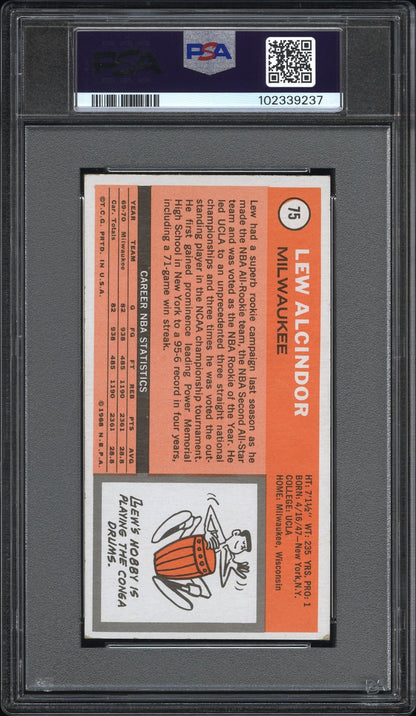 PSA
PSA
102339237
75
LEW ALCINDOR
MILWAUKEE
HT: 7'1½" WT: 235 YRS. PRO: 1
BORN: 4/16/47—New York, N.Y.
COLLEGE: UCLA
HOME: Milwaukee, Wisconsin
Lew had a superb rookie campaign last season as he
made the NBA All-Rookie team, the NBA Second All-Star
team and was voted as the NBA Rookie of the Year. He
led UCLA to an unprecedented three straight national
championships and three times he was voted the out-
standing player in the NCAA championship tournament.
He first gained prominence leading Power Memorial
High School in New York to a 95-6 record in four years,
including a 71-game win streak.
CAREER NBA STATISTICS
YEAR TEAM G FG FT REB PTS AVG
69-70 Milwaukee 82 938 485 1190 2361 28.8
Car. Totals 82 938 485 1190 2361 28.8
©T.C.G. PRTD. IN U.S.A. ©1968 N.B.P.A.
LEW'S HOBBY IS
PLAYING THE CONGA
DRUMS.